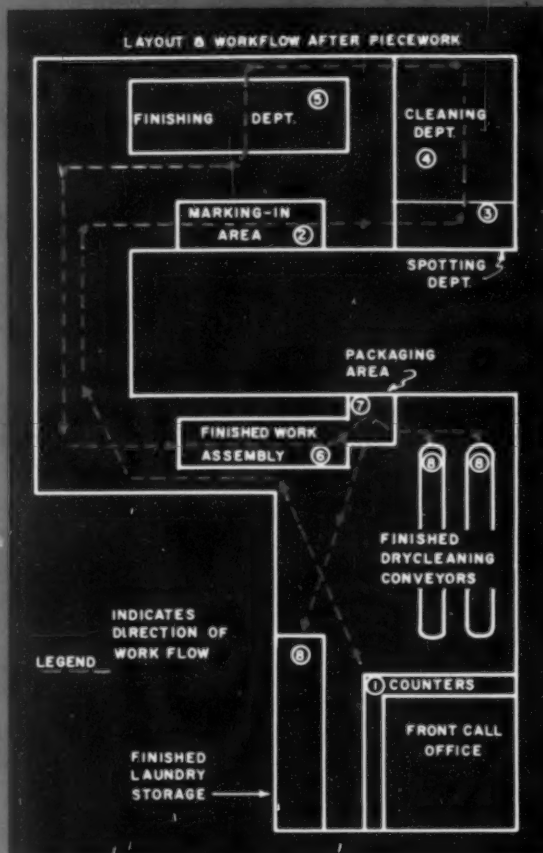 LAYOUT & WORKFLOW AFTER PIECEWORK
FINISHING DEPT. 5
CLEANING
DEPT.
4
MARKING-IN
AREA 2
3
SPOTTING
DEPT.
PACKAGING
AREA
7
FINISHED WORK
ASSEMBLY 6
8 8
FINISHED
DRYCLEANING
CONVEYORS
INDICATES
DIRECTION OF
WORK FLOW
LEGEND
8
1 COUNTERS
FRONT CALL
OFFICE
FINISHED
LAUNDRY
STORAGE